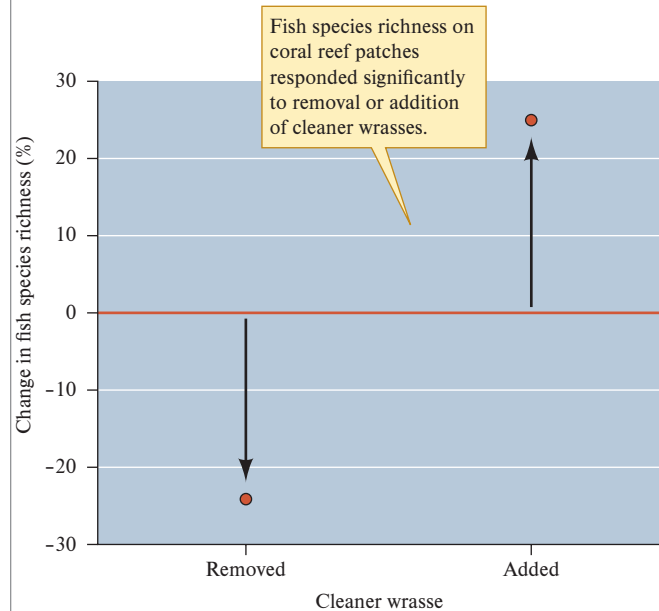 Fish species richness on
coral reef patches
responded significantly
to removal or addition
of cleaner wrasses.
Change in fish species richness (%)
30
20
10
0
-10
-20
-30
Removed
Added
Cleaner wrasse